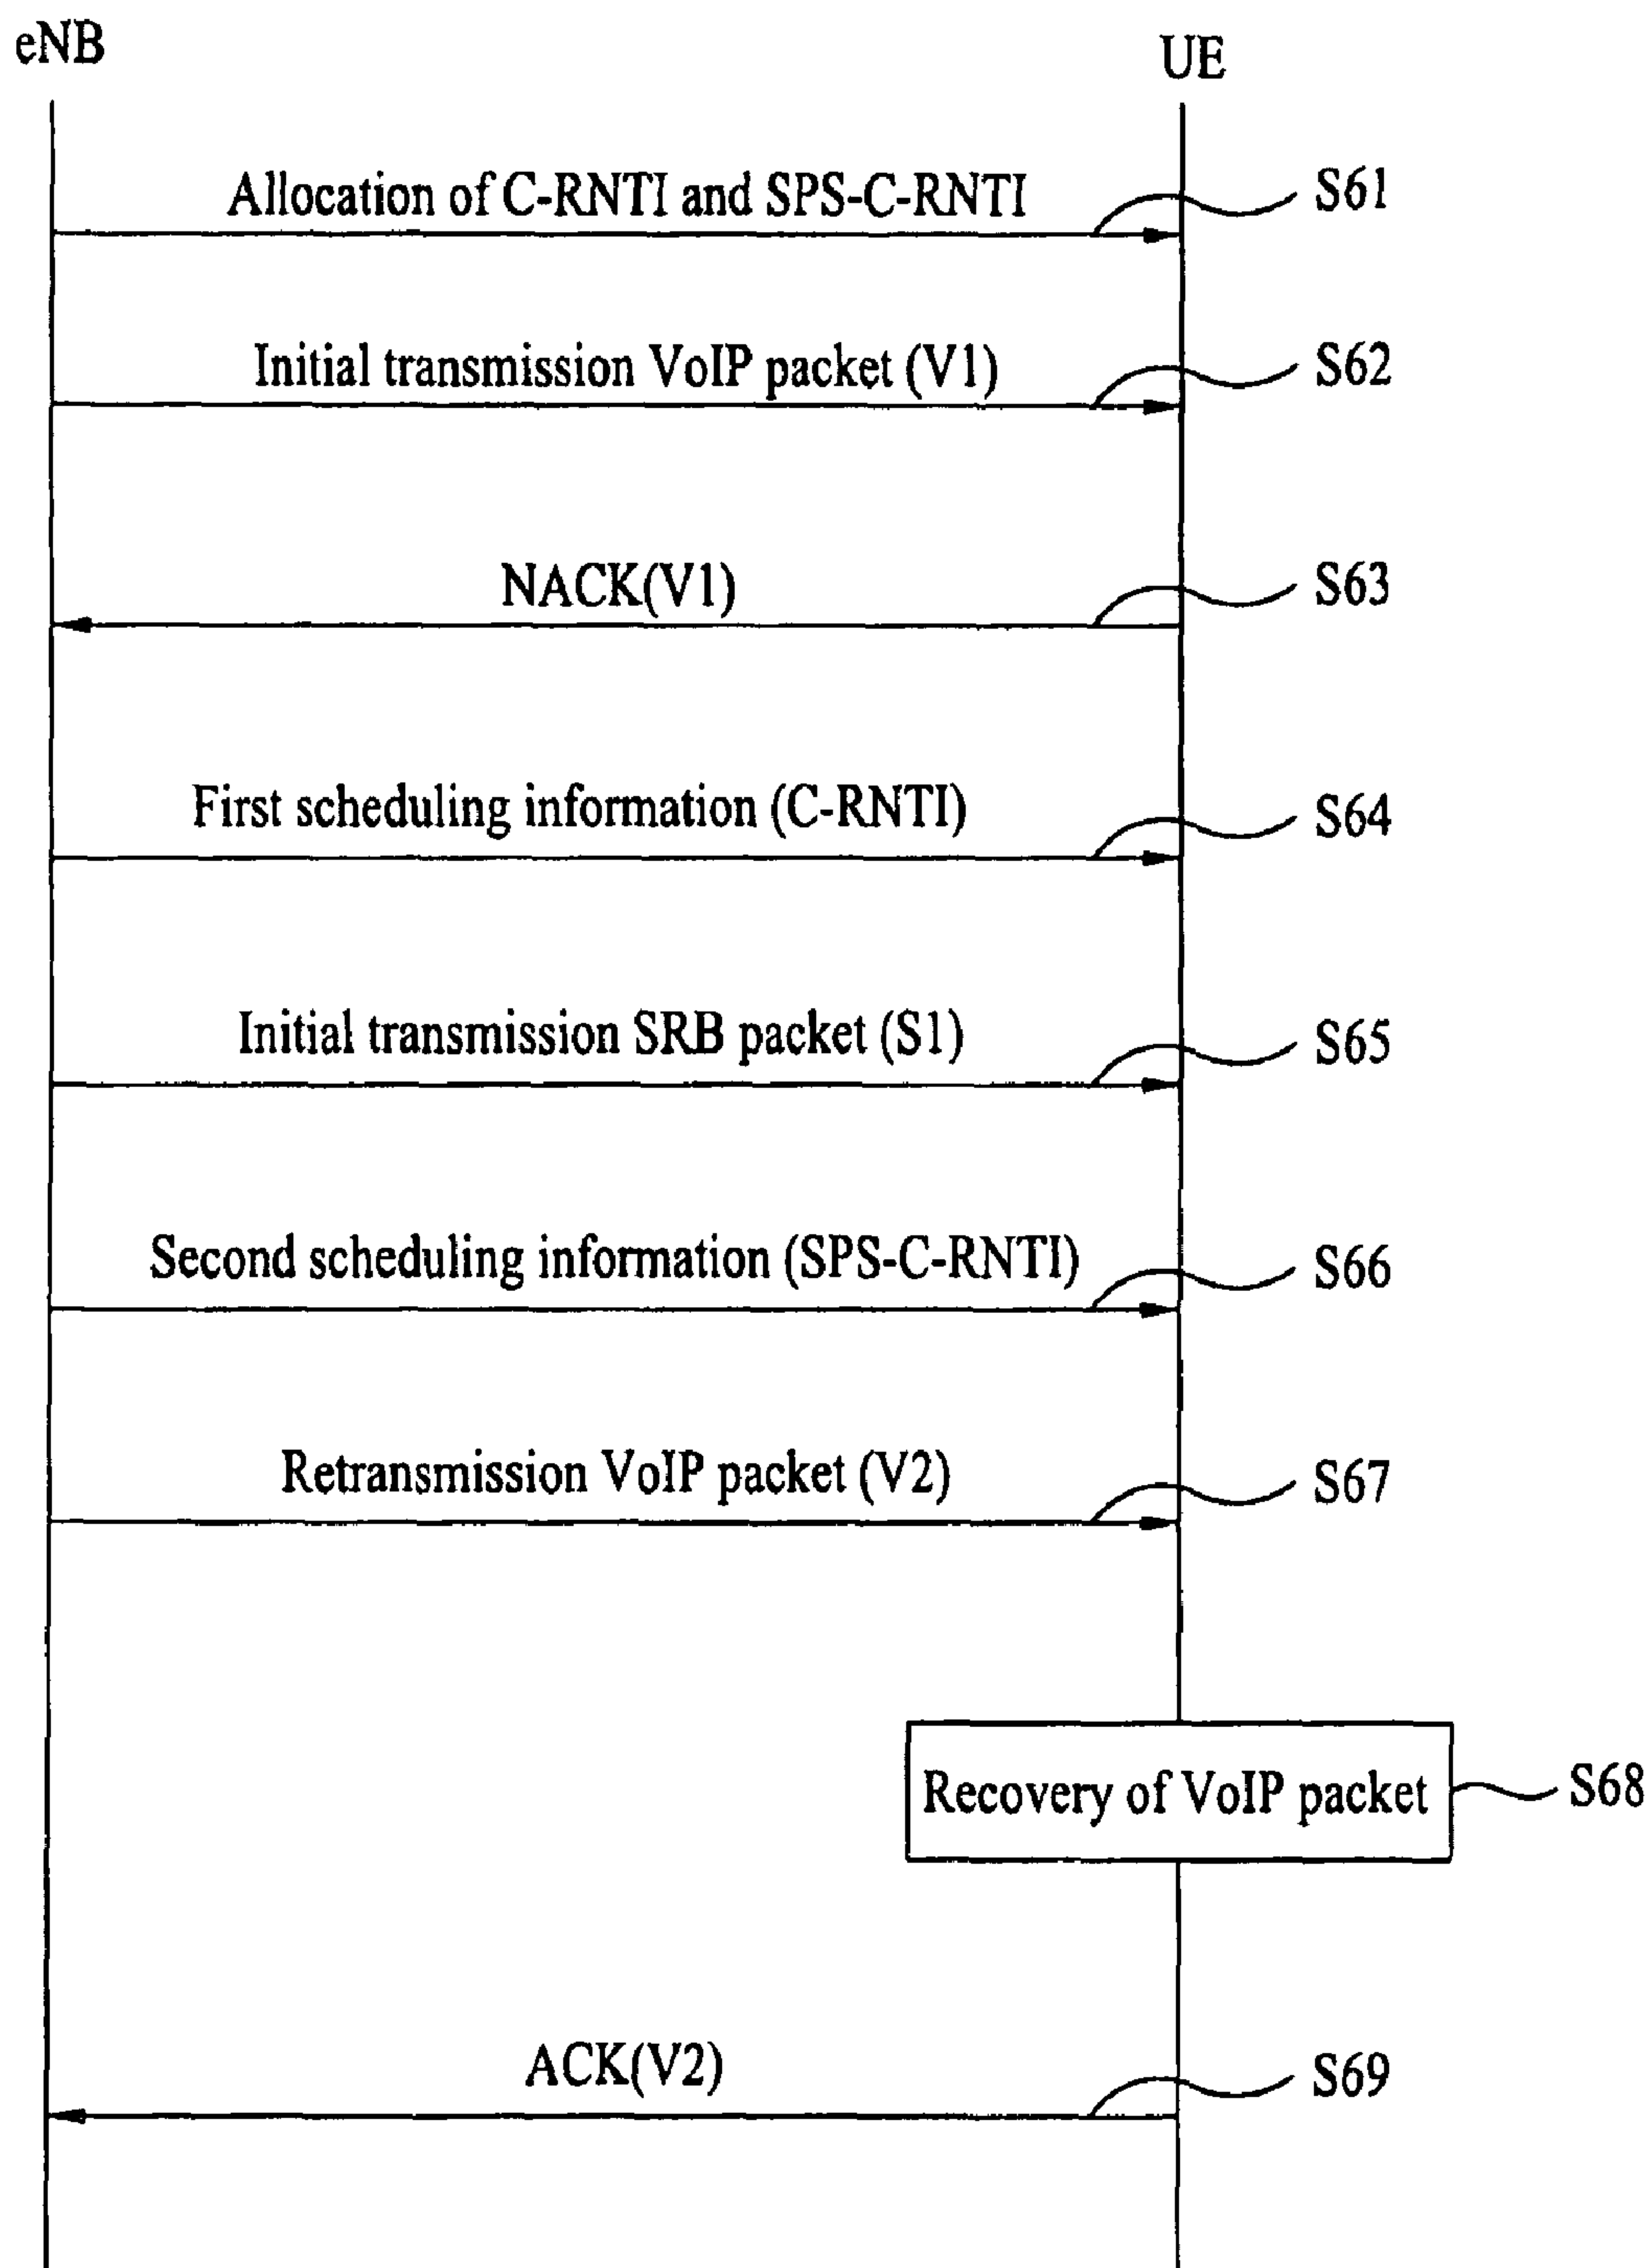 eNB
UE
Allocation of C-RNTI and SPS-C-RNTI
S61
Initial transmission VoIP packet (V1)
S62
NACK(V1)
S63
First scheduling information (C-RNTI)
S64
Initial transmission SRB packet (S1)
S65
Second scheduling information (SPS-C-RNTI)
S66
Retransmission VoIP packet (V2)
S67
Recovery of VoIP packet
S68
ACK(V2)
S69